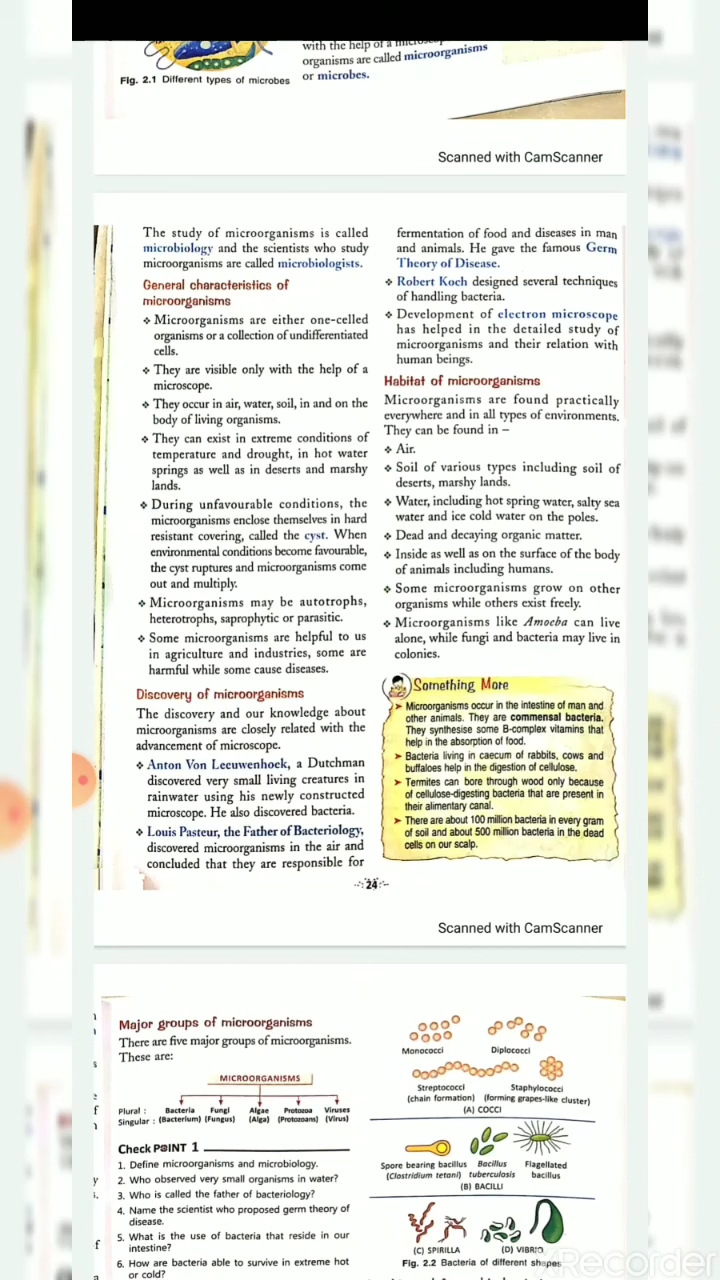 with the help of a
organisms are called microorganisms
or microbes.
Fig. 2.1 Different types of microbes
Scanned with CamScanner
The study of microorganisms is called
microbiology and the scientists who study
microorganisms are called microbiologists.
General characteristics of
microorganisms
❖ Microorganisms are either one-celled
organisms or a collection of undifferentiated
cells.
❖ They are visible only with the help of a
microscope.
❖ They occur in air, water, soil, in and on the
body of living organisms.
❖ They can exist in extreme conditions of
temperature and drought, in hot water
springs as well as in deserts and marshy
lands.
❖ During unfavourable conditions, the
microorganisms enclose themselves in hard
resistant covering, called the cyst. When
environmental conditions become favourable,
the cyst ruptures and microorganisms come
out and multiply.
❖ Microorganisms may be autotrophs,
heterotrophs, saprophytic or parasitic.
❖ Some microorganisms are helpful to us
in agriculture and industries, some are
harmful while some cause diseases.
Discovery of microorganisms
The discovery and our knowledge about
microorganisms are closely related with the
advancement of microscope.
❖ Anton Von Leeuwenhoek, a Dutchman
discovered very small living creatures in
rainwater using his newly constructed
microscope. He also discovered bacteria.
❖ Louis Pasteur, the Father of Bacteriology,
discovered microorganisms in the air and
concluded that they are responsible for
fermentation of food and diseases in man
and animals. He gave the famous Germ
Theory of Disease.
❖ Robert Koch designed several techniques
of handling bacteria.
❖ Development of electron microscope
has helped in the detailed study of
microorganisms and their relation with
human beings.
Habitat of microorganisms
Microorganisms are found practically
everywhere and in all types of environments.
They can be found in –
❖ Air.
❖ Soil of various types including soil of
deserts, marshy lands.
❖ Water, including hot spring water, salty sea
water and ice cold water on the poles.
❖ Dead and decaying organic matter.
❖ Inside as well as on the surface of the body
of animals including humans.
❖ Some microorganisms grow on other
organisms while others exist freely.
❖ Microorganisms like Amoeba can live
alone, while fungi and bacteria may live in
colonies.
Something More
➤ Microorganisms occur in the intestine of man and
other animals. They are commensal bacteria.
They synthesise some B-complex vitamins that
help in the absorption of food.
➤ Bacteria living in caecum of rabbits, cows and
buffaloes help in the digestion of cellulose.
➤ Termites can bore through wood only because
of cellulose-digesting bacteria that are present in
their alimentary canal.
➤ There are about 100 million bacteria in every gram
of soil and about 500 million bacteria in the dead
cells on our scalp.
24
Scanned with CamScanner
Major groups of microorganisms
There are five major groups of microorganisms.
These are:
MICROORGANISMS
Plural : Bacteria Fungi Algae Protozoa Viruses
Singular : (Bacterium) (Fungus) (Alga) (Protozoans) (Virus)
Check POINT 1
1. Define microorganisms and microbiology.
2. Who observed very small organisms in water?
3. Who is called the father of bacteriology?
4. Name the scientist who proposed germ theory of
disease.
5. What is the use of bacteria that reside in our
intestine?
6. How are bacteria able to survive in extreme hot
or cold?
Monococci Diplococci
Streptococci Staphylococci
(chain formation) (forming grapes-like cluster)
(A) COCCI
Spore bearing bacillus Bacillus Flagellated
(Clostridium tetani) tuberculosis bacillus
(B) BACILLI
(C) SPIRILLA (D) VIBRIO
Fig. 2.2 Bacteria of different shapes
XRecorder